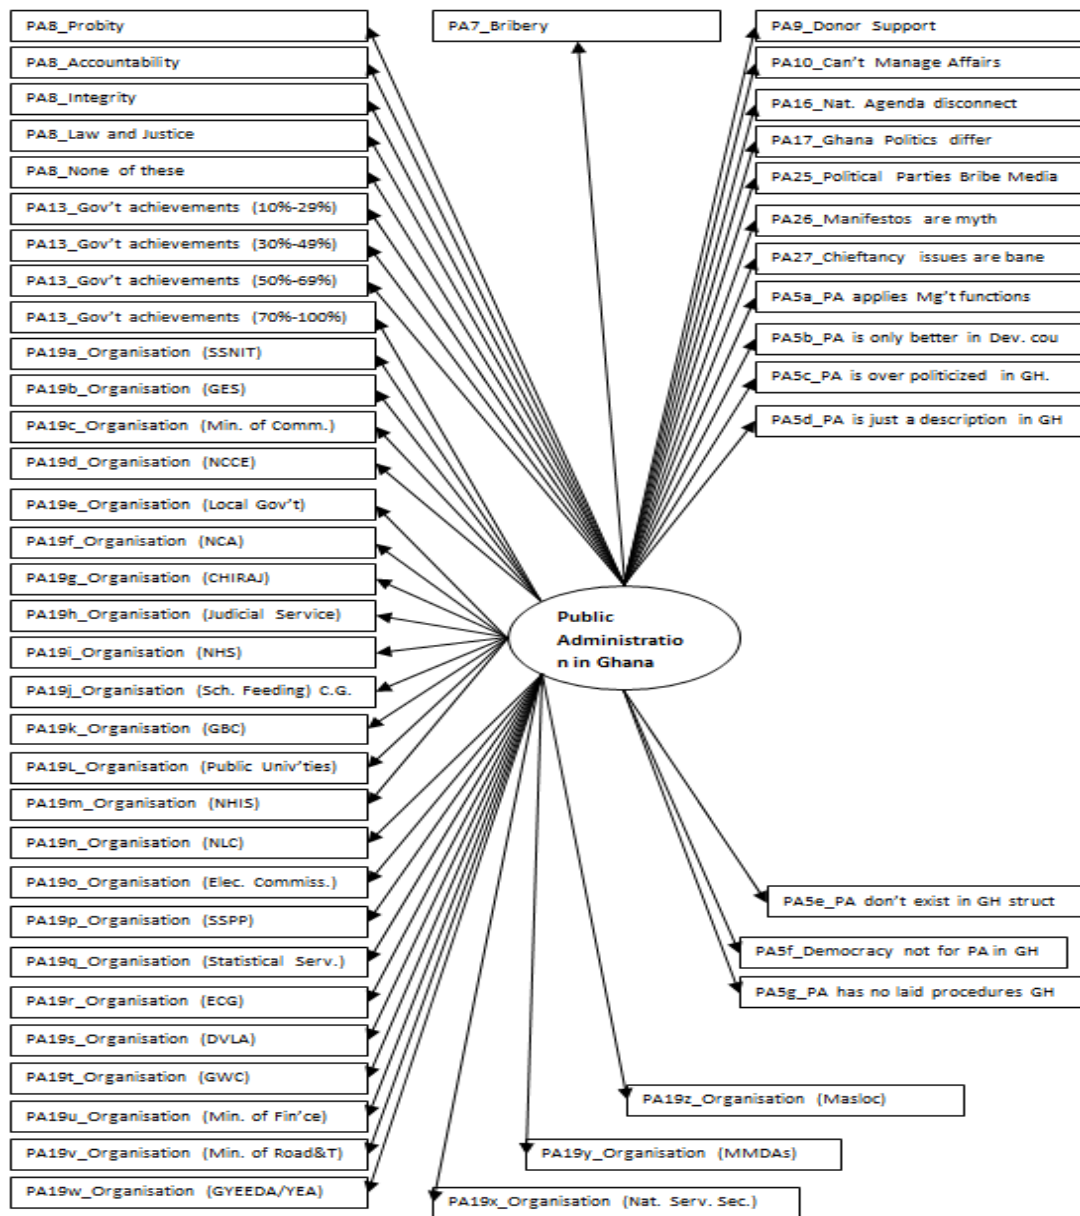 PA8_Probity
PA8_Accountability
PA8_Integrity
PA8_Law and Justice
PA8_None of these
PA13_Gov't achievements (10%-29%)
PA13_Gov't achievements (30%-49%)
PA13_Gov't achievements (50%-69%)
PA13_Gov't achievements (70%-100%)
PA19a_Organisation (SSNIT)
PA19b_Organisation (GES)
PA19c_Organisation (Min. of Comm.)
PA19d_Organisation (NCCE)
PA19e_Organisation (Local Gov't)
PA19f_Organisation (NCA)
PA19g_Organisation (CHIRAJ)
PA19h_Organisation (Judicial Service)
PA19i_Organisation (NHS)
PA19j_Organisation (Sch. Feeding) C.G.
PA19k_Organisation (GBC)
PA19L_Organisation (Public Univ'ties)
PA19m_Organisation (NHIS)
PA19n_Organisation (NLC)
PA19o_Organisation (Elec. Commiss.)
PA19p_Organisation (SSPP)
PA19q_Organisation (Statistical Serv.)
PA19r_Organisation (ECG)
PA19s_Organisation (DVLA)
PA19t_Organisation (GWC)
PA19u_Organisation (Min. of Fin'ce)
PA19v_Organisation (Min. of Road&T)
PA19w_Organisation (GYEEDA/YEA)
PA7_Bribery
Public
Administratio
n in Ghana
PA9_Donor Support
PA10_Can't Manage Affairs
PA16_Nat. Agenda disconnect
PA17_Ghana Politics differ
PA25_Political Parties Bribe Media
PA26_Manifestos are myth
PA27_Chieftancy issues are bane
PA5a_PA applies Mg't functions
PA5b_PA is only better in Dev. cou
PA5c_PA is over politicized in GH.
PA5d_PA is just a description in GH
PA5e_PA don't exist in GH struct
PA5f_Democracy not for PA in GH
PA5g_PA has no laid procedures GH
PA19z_Organisation (Masloc)
PA19y_Organisation (MMDAs)
PA19x_Organisation (Nat. Serv. Sec.)